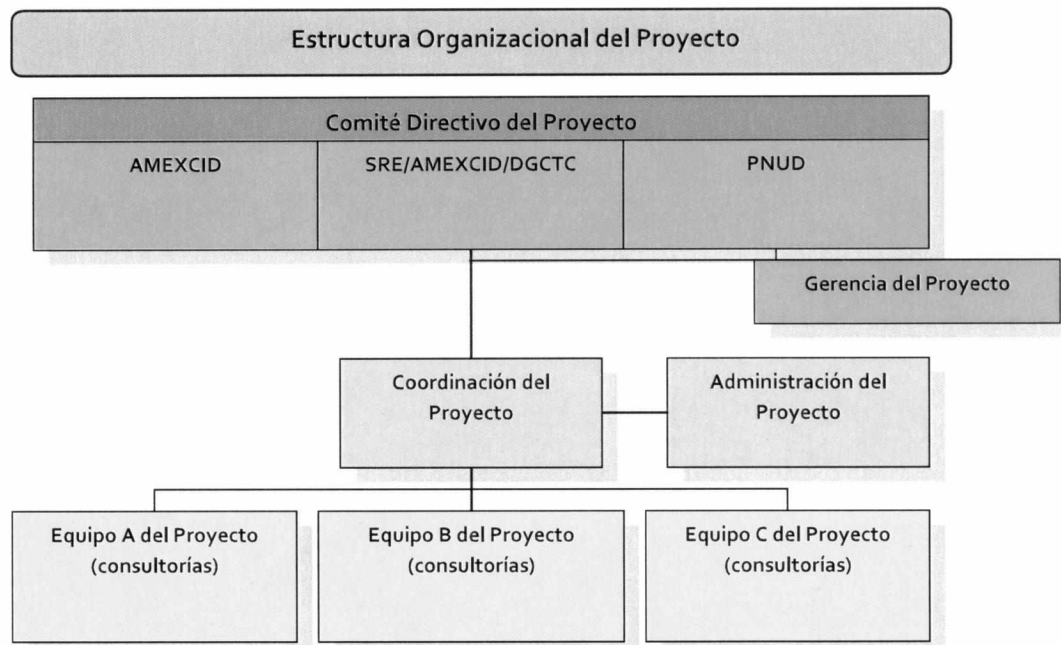 Estructura Organizacional del Proyecto
Comité Directivo del Proyecto
AMEXCID
SRE/AMEXCID/DGCTC
PNUD
Gerencia del Proyecto
Coordinación del
Proyecto
Administración del
Proyecto
Equipo A del Proyecto
(consultorías)
Equipo B del Proyecto
(consultorías)
Equipo C del Proyecto
(consultorías)